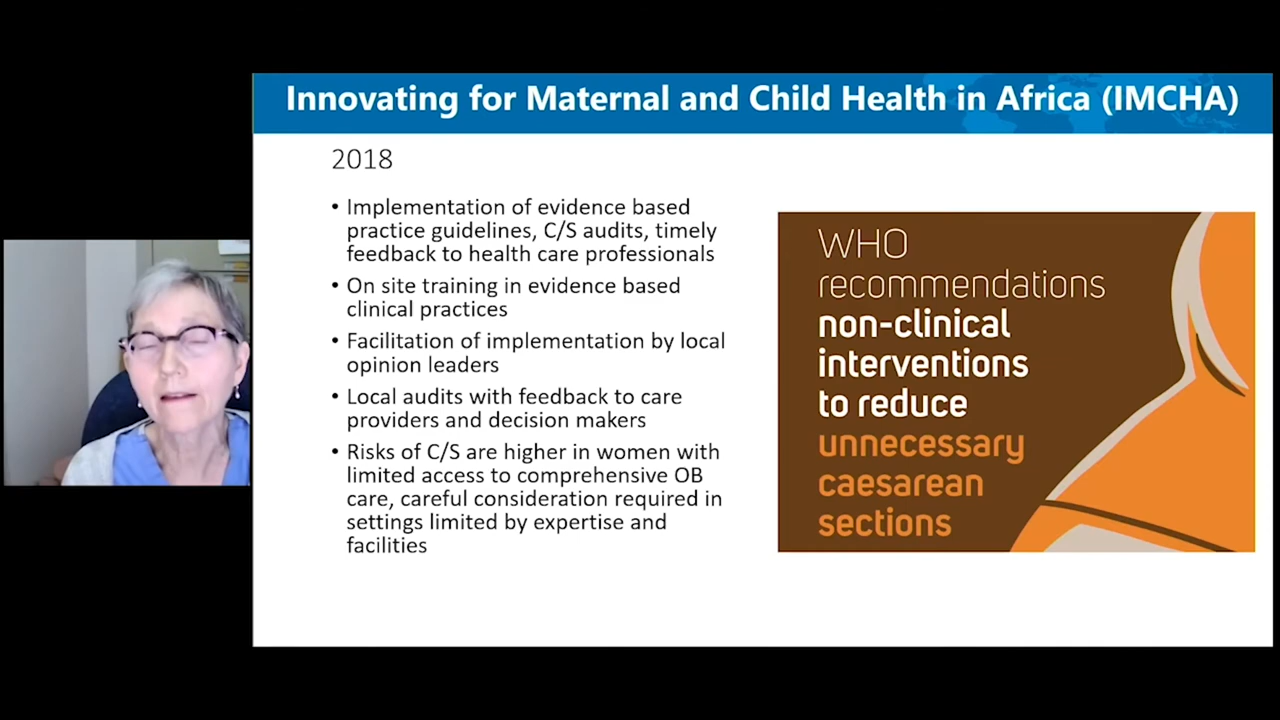 Innovating for Maternal and Child Health in Africa (IMCHA)
2018
• Implementation of evidence based
practice guidelines, C/S audits, timely
feedback to health care professionals
• On site training in evidence based
clinical practices
• Facilitation of implementation by local
opinion leaders
• Local audits with feedback to care
providers and decision makers
• Risks of C/S are higher in women with
limited access to comprehensive OB
care, careful consideration required in
settings limited by expertise and
facilities
WHO
recommendations
non-clinical
interventions
to reduce
unnecessary
caesarean
sections